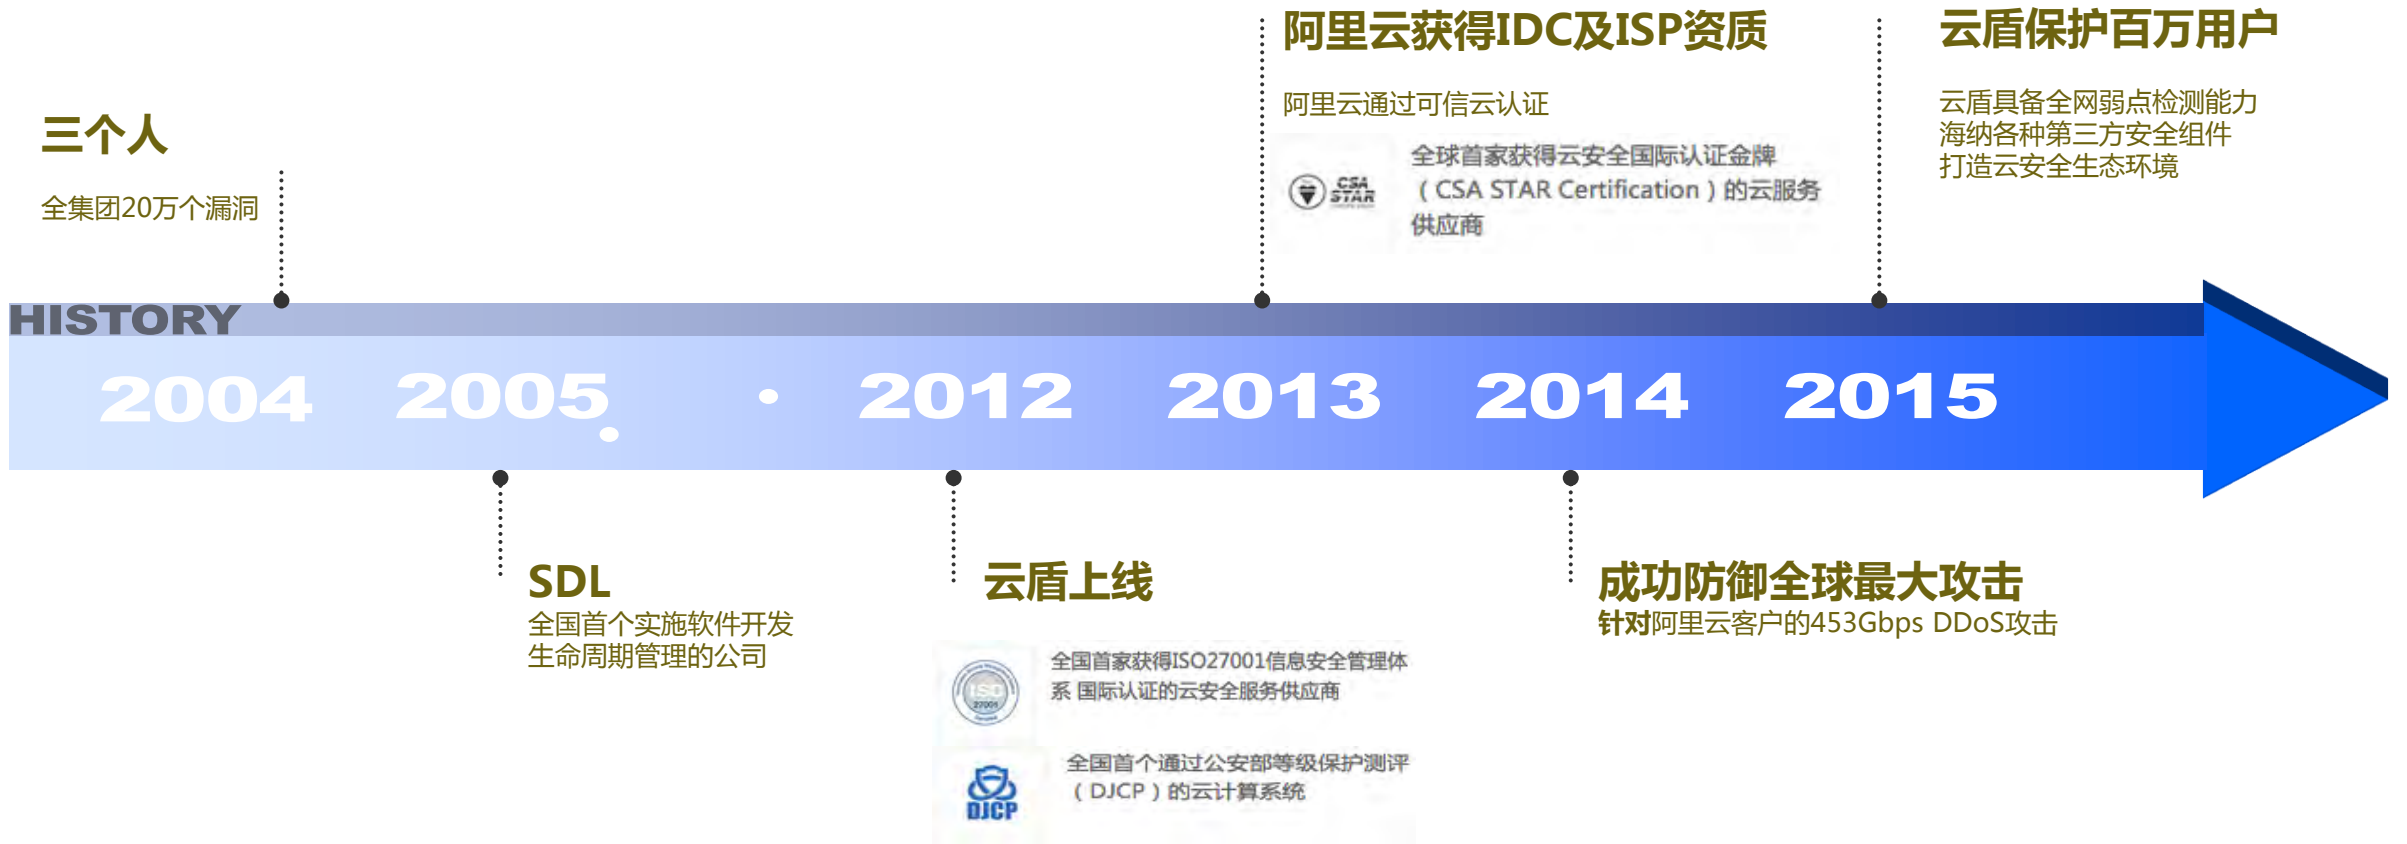 三个人
全集团20万个漏洞
阿里云获得IDC及ISP资质
阿里云通过可信云认证
CSA
STAR
全球首家获得云安全国际认证金牌
（CSA STAR Certification）的云服务
供应商
云盾保护百万用户
云盾具备全网弱点检测能力
海纳各种第三方安全组件
打造云安全生态环境
HISTORY
2004 2005 2012 2013 2014 2015
SDL
全国首个实施软件开发
生命周期管理的公司
云盾上线
ISO
27001
全国首家获得ISO27001信息安全管理体
系 国际认证的云安全服务供应商
DJCP
全国首个通过公安部等级保护测评
（DJCP）的云计算系统
成功防御全球最大攻击
针对阿里云客户的453Gbps DDoS攻击